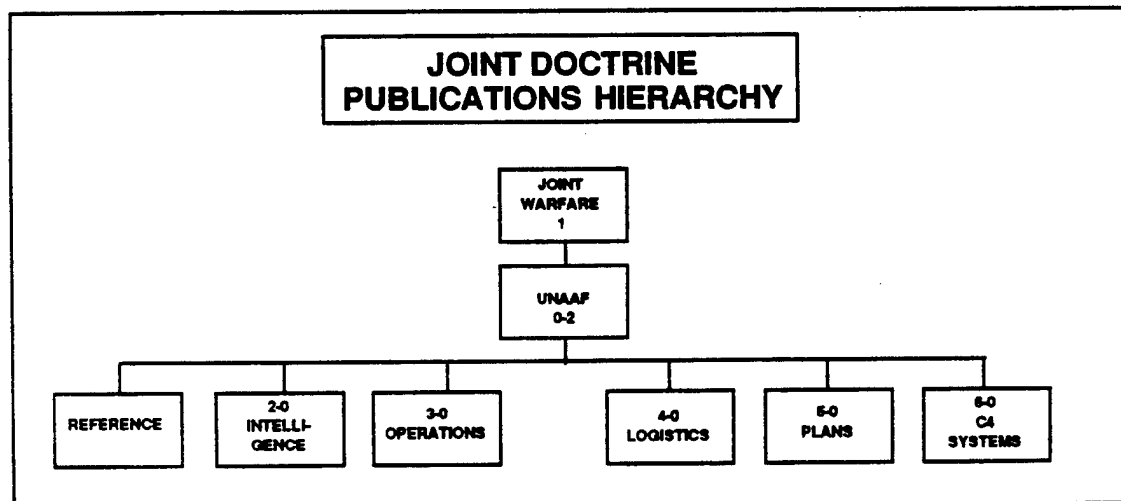 JOINT DOCTRINE
PUBLICATIONS HIERARCHY
JOINT
WARFARE
1
UNAAF
0-2
REFERENCE
2-0
INTELLI-
GENCE
3-0
OPERATIONS
4-0
LOGISTICS
5-0
PLANS
6-0
C4
SYSTEMS